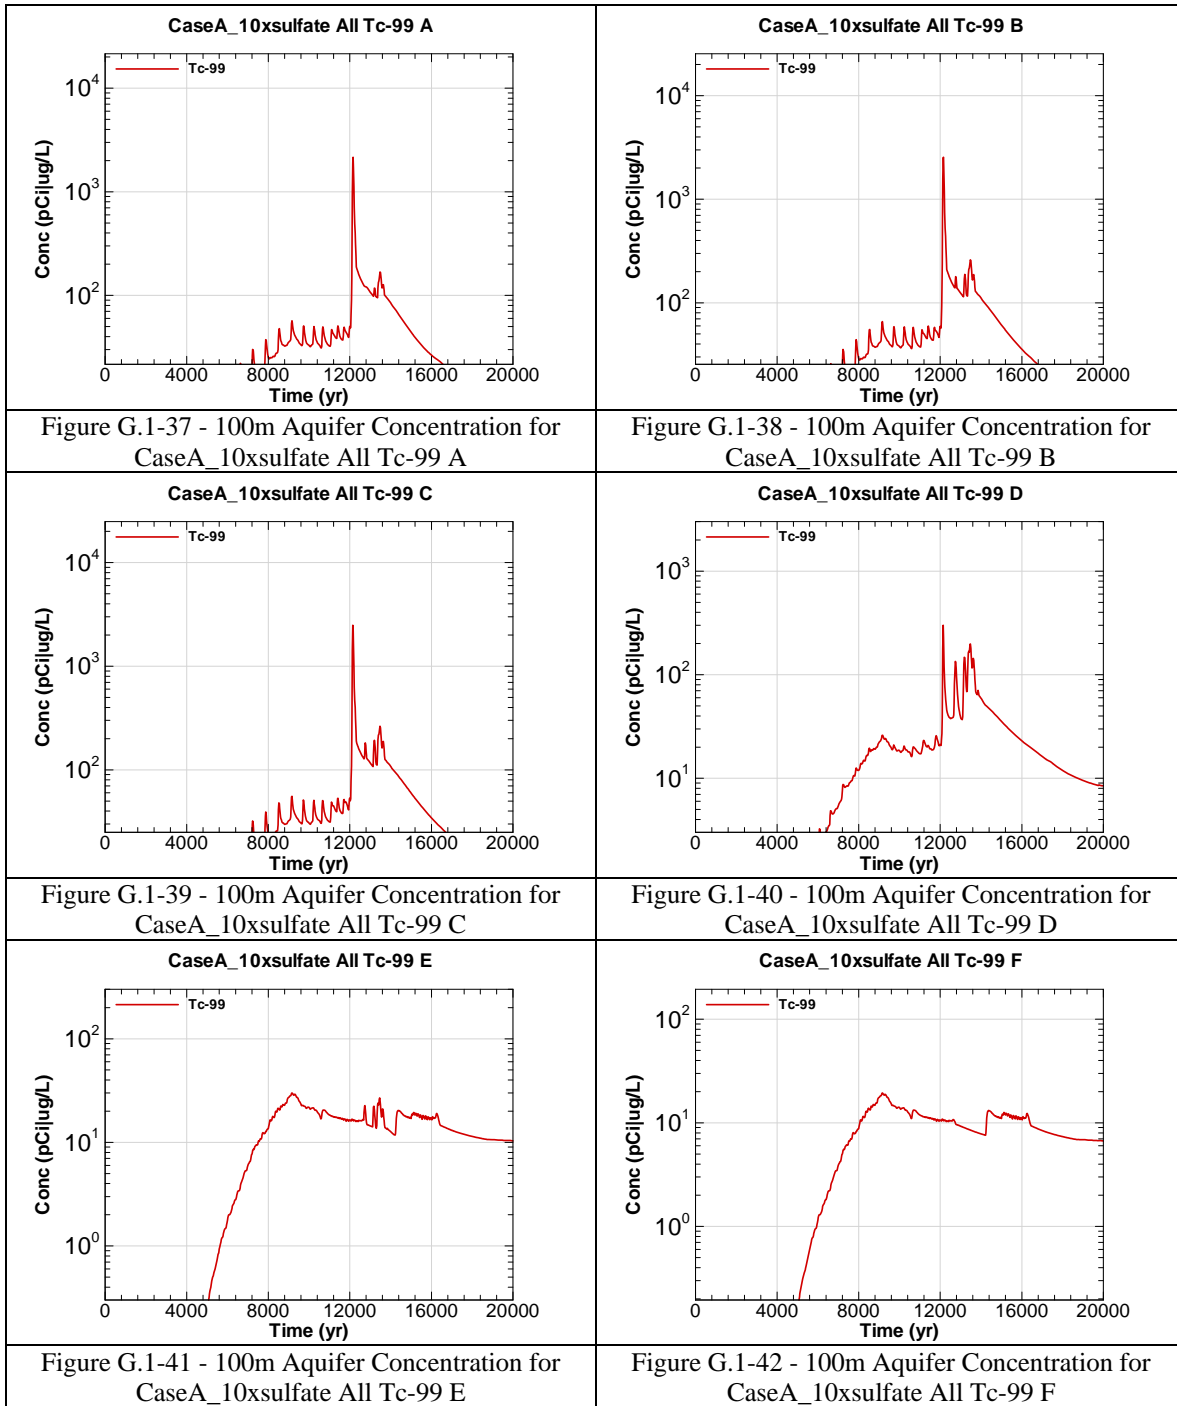 CaseA_10xsulfate All Tc-99 A
Tc-99
10^4
10^3
10^2
Conc (pCi|ug/L)
0 4000 8000 12000 16000 20000
Time (yr)
Figure G.1-37 - 100m Aquifer Concentration for
CaseA_10xsulfate All Tc-99 A
CaseA_10xsulfate All Tc-99 B
Tc-99
10^4
10^3
10^2
Conc (pCi|ug/L)
0 4000 8000 12000 16000 20000
Time (yr)
Figure G.1-38 - 100m Aquifer Concentration for
CaseA_10xsulfate All Tc-99 B
CaseA_10xsulfate All Tc-99 C
Tc-99
10^4
10^3
10^2
Conc (pCi|ug/L)
0 4000 8000 12000 16000 20000
Time (yr)
Figure G.1-39 - 100m Aquifer Concentration for
CaseA_10xsulfate All Tc-99 C
CaseA_10xsulfate All Tc-99 D
Tc-99
10^3
10^2
10^1
Conc (pCi|ug/L)
0 4000 8000 12000 16000 20000
Time (yr)
Figure G.1-40 - 100m Aquifer Concentration for
CaseA_10xsulfate All Tc-99 D
CaseA_10xsulfate All Tc-99 E
Tc-99
10^2
10^1
10^0
Conc (pCi|ug/L)
0 4000 8000 12000 16000 20000
Time (yr)
Figure G.1-41 - 100m Aquifer Concentration for
CaseA_10xsulfate All Tc-99 E
CaseA_10xsulfate All Tc-99 F
Tc-99
10^2
10^1
10^0
Conc (pCi|ug/L)
0 4000 8000 12000 16000 20000
Time (yr)
Figure G.1-42 - 100m Aquifer Concentration for
CaseA_10xsulfate All Tc-99 F